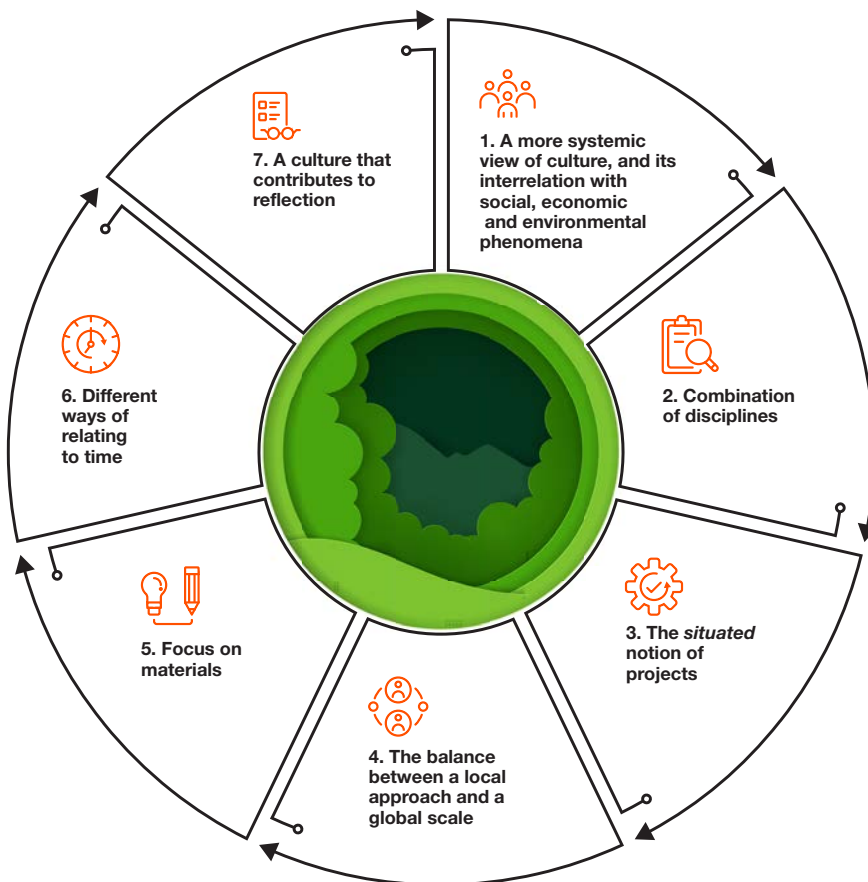 1. A more systemic
view of culture, and its
interrelation with
social, economic
and environmental
phenomena
2. Combination
of disciplines
3. The situated
notion of
projects
4. The balance
between a local
approach and a
global scale
5. Focus on
materials
6. Different
ways of
relating
to time
7. A culture that
contributes to
reflection